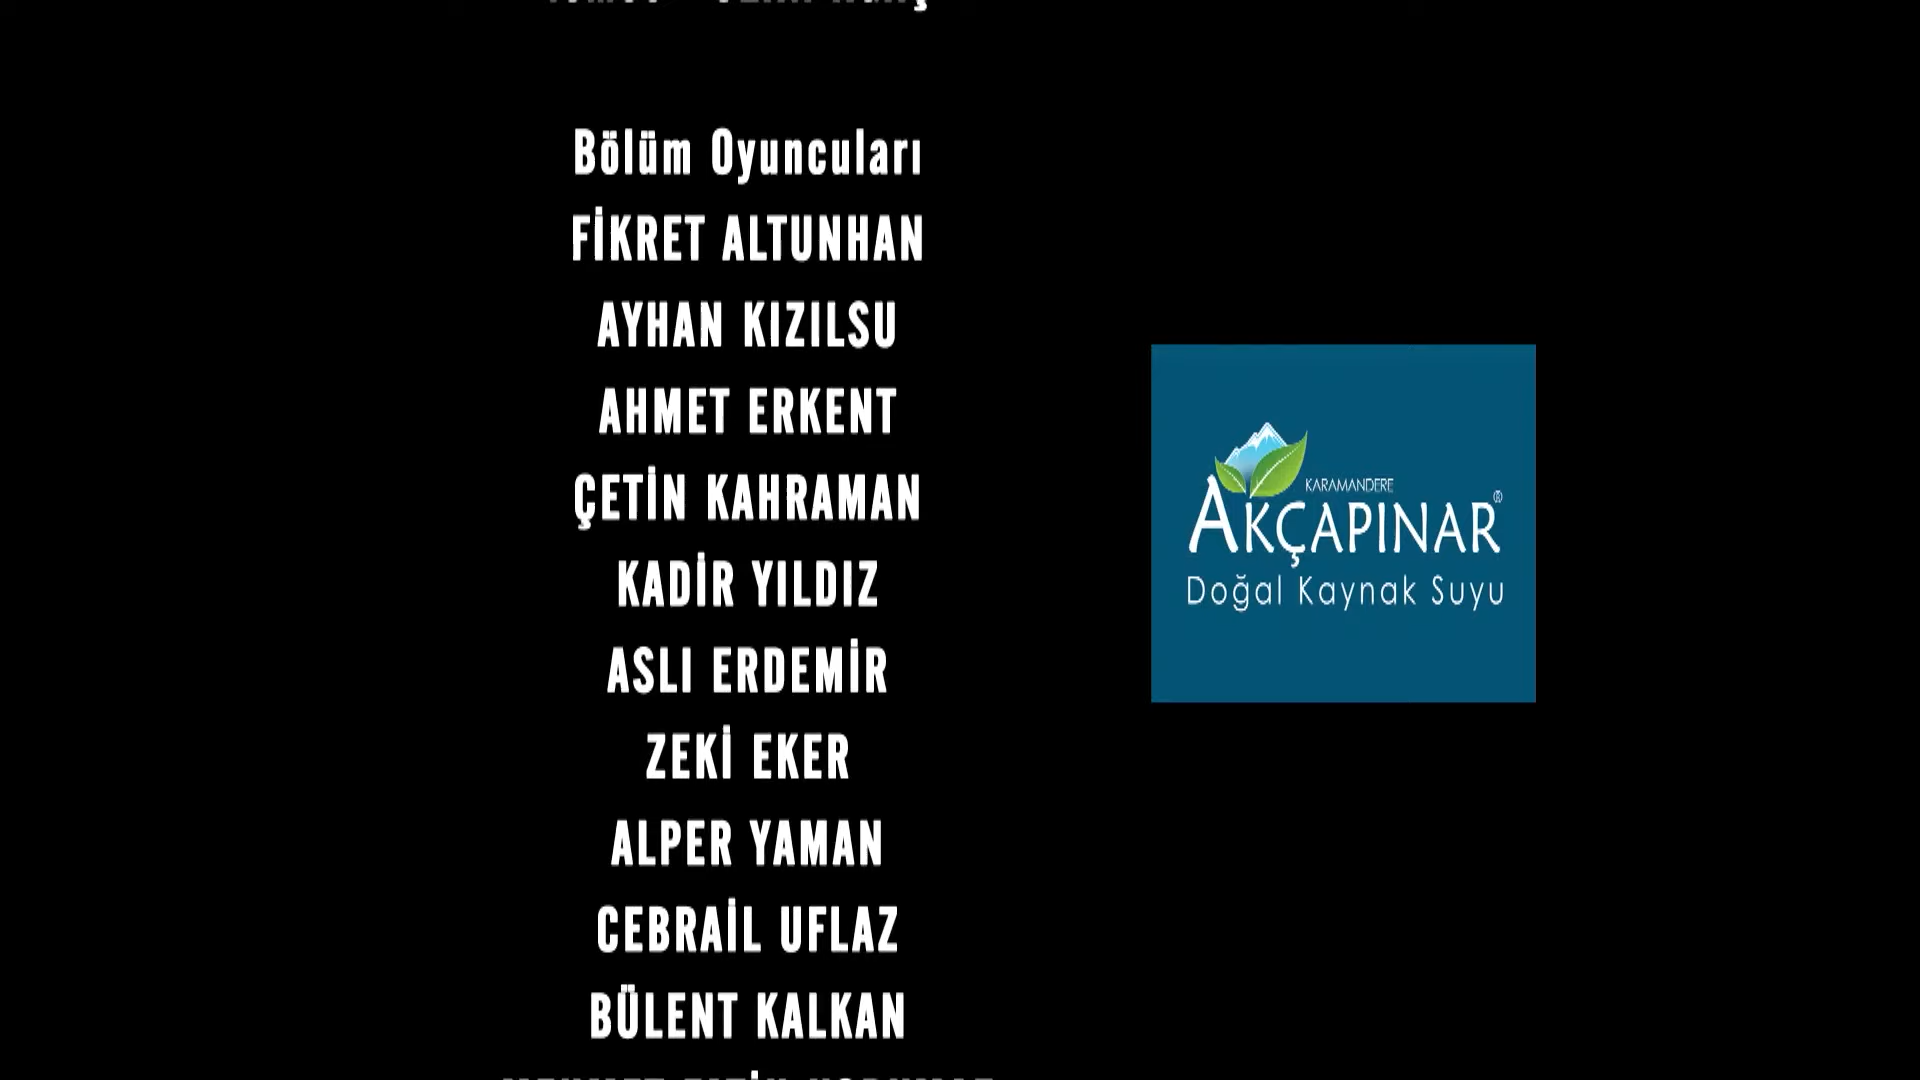 Bölüm Oyuncuları
FİKRET ALTUNHAN
AYHAN KIZILSU
AHMET ERKENT
ÇETİN KAHRAMAN
KADİR YILDIZ
ASLI ERDEMİR
ZEKİ EKER
ALPER YAMAN
CEBRAİL UFLAZ
BÜLENT KALKAN
KARAMANDERE
AKÇAPINAR®
Doğal Kaynak Suyu